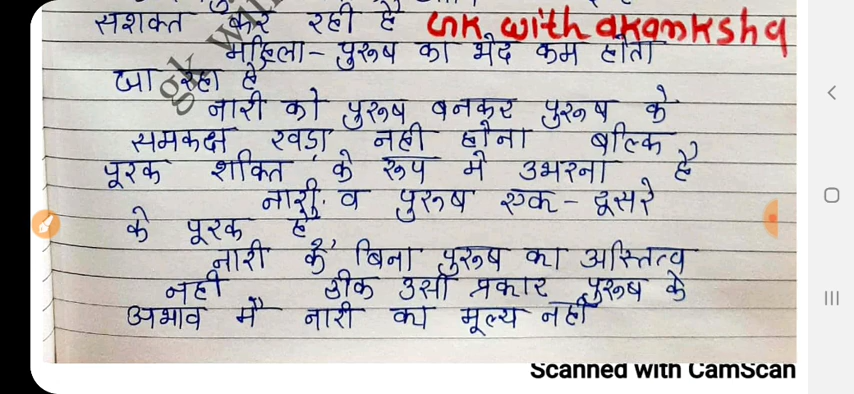 सशक्त कर रही है GK with akanksha
महिला - पुरूष का भेद कम होता
जा रहा है
नारी को पुरूष बनकर पुरूष के
समकक्ष खड़ा नही होना बल्कि
पूरक शक्ति के रूप मे उभरना है
नारी व पुरूष एक - दूसरे
के पूरक है
नारी के बिना पुरूष का अस्तित्व
नही ठीक उसी प्रकार पुरूष के
अभाव मे नारी का मूल्य नही
Scanned with CamScan